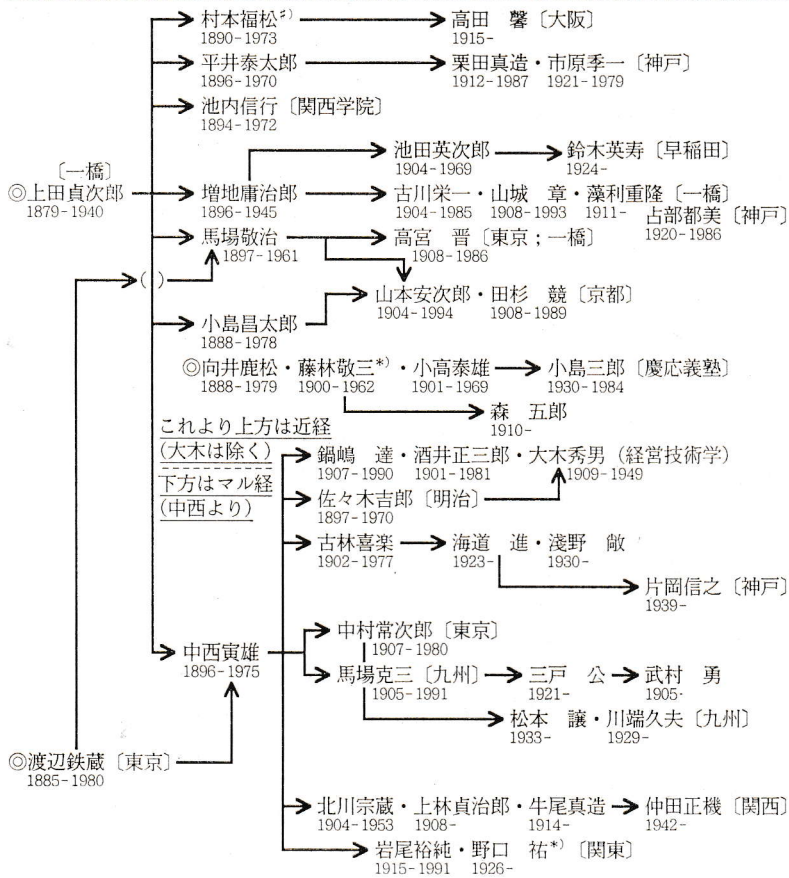 村本福松♯) 高田 馨〔大阪〕
1890-1973 1915-
平井泰太郎 栗田真造・市原季一〔神戸〕
1896-1970 1912-1987 1921-1979
池内信行〔関西学院〕
1894-1972
池田英次郎 鈴木英寿〔早稲田〕
1904-1969 1924-
〔一橋〕
◎上田貞次郎 増地庸治郎 古川栄一・山城 章・藻利重隆〔一橋〕
1879-1940 1896-1945 1904-1985 1908-1993 1911- 占部都美〔神戸〕
馬場敬治 高宮 晋〔東京;一橋〕 1920-1986
1897-1961 1908-1986
( )
山本安次郎・田杉 競〔京都〕
1904-1994 1908-1989
小島昌太郎
1888-1978
◎向井鹿松・藤林敬三*)・小高泰雄 小島三郎〔慶応義塾〕
1888-1979 1900-1962 1901-1969 1930-1984
森 五郎
1910-
これより上方は近経
(大木は除く)
下方はマル経
(中西より)
鍋嶋 達・酒井正三郎・大木秀男(経営技術学)
1907-1990 1901-1981 1909-1949
佐々木吉郎〔明治〕
1897-1970
古林喜楽 海道 進・淺野 敞
1902-1977 1923- 1930-
片岡信之〔神戸〕
1939-
中村常次郎〔東京〕
1907-1980
中西寅雄
1896-1975
馬場克三〔九州〕 三戸 公 武村 勇
1905-1991 1921- 1905-
松本 譲・川端久夫〔九州〕
1933- 1929-
◎渡辺鉄蔵〔東京〕
1885-1980
北川宗蔵・上林貞治郎・牛尾真造 仲田正機〔関西〕
1904-1953 1908- 1914- 1942-
岩尾裕純・野口 祐*)〔関東〕
1915-1991 1926-